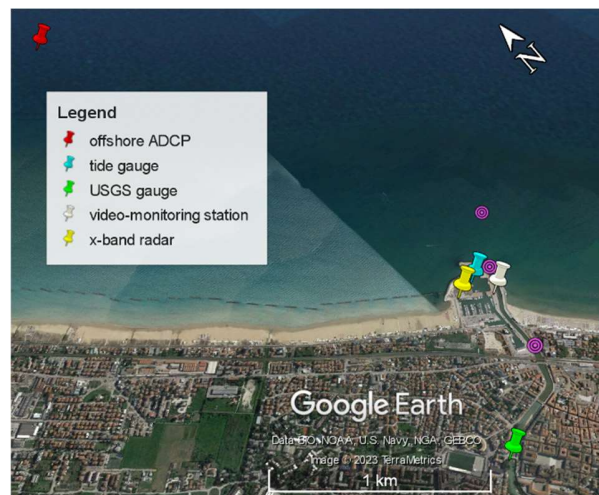 N
Legend
offshore ADCP
tide gauge
USGS gauge
video-monitoring station
x-band radar
Google Earth
Data SIO, NOAA, U.S. Navy, NGA, GEBCO
Image © 2023 TerraMetrics
1 km